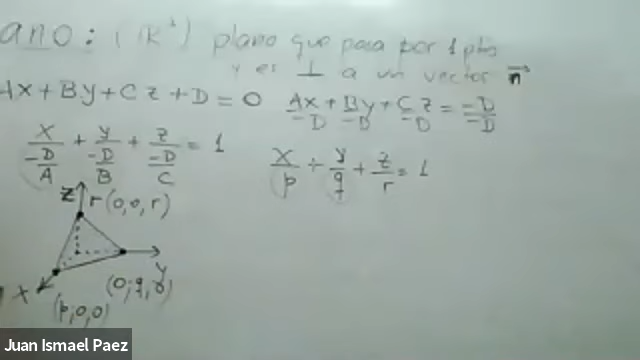 ano: (R³) plano que pasa por 1 pto
y es ⊥ a un vector n⃗
Ax + By + Cz + D = 0
Ax/-D + By/-D + Cz/-D = -D/-D
x/(-D/A) + y/(-D/B) + z/(-D/C) = 1
x/p + y/q + z/r = 1
z r(0,0,r)
y
(0;q,0)
x
(p,0,0)
Juan Ismael Paez